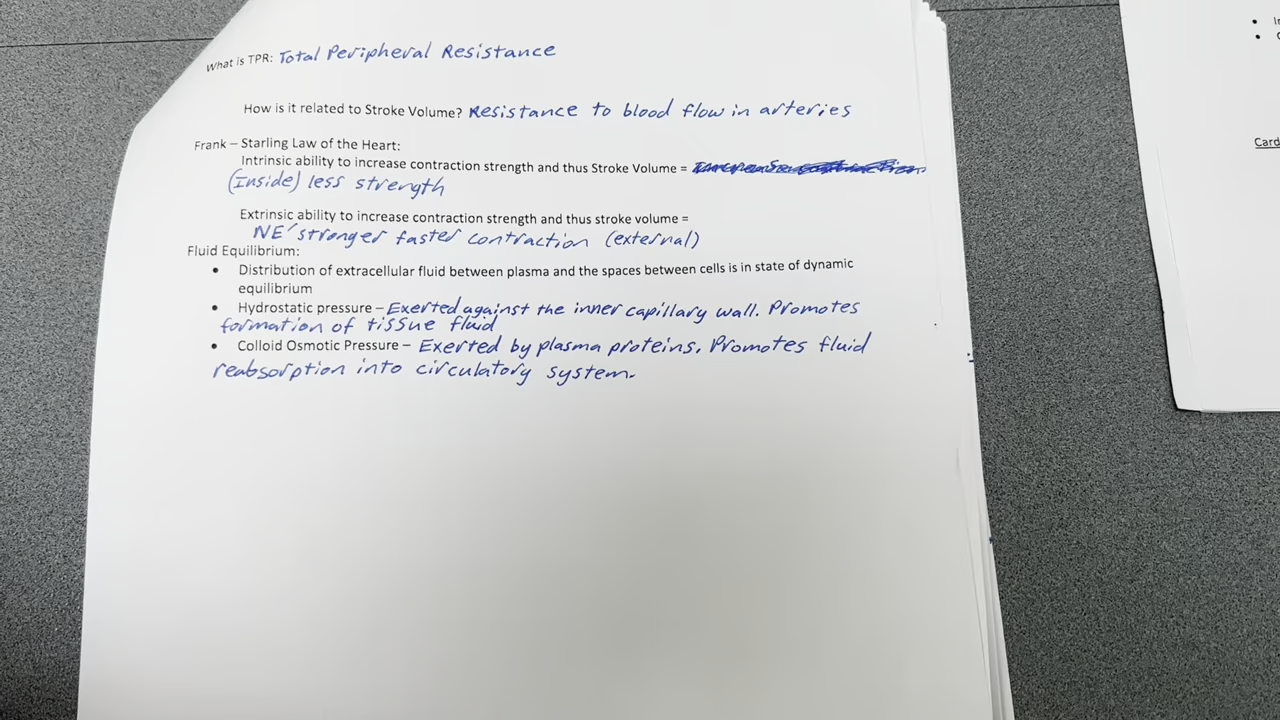 What is TPR: Total Peripheral Resistance
How is it related to Stroke Volume? Resistance to blood flow in arteries
Frank – Starling Law of the Heart:
Intrinsic ability to increase contraction strength and thus Stroke Volume =
(Inside) less strength
Extrinsic ability to increase contraction strength and thus stroke volume =
NE stronger faster contraction (external)
Fluid Equilibrium:
• Distribution of extracellular fluid between plasma and the spaces between cells is in state of dynamic
equilibrium
• Hydrostatic pressure – Exerted against the inner capillary wall. Promotes
formation of tissue fluid
• Colloid Osmotic Pressure – Exerted by plasma proteins. Promotes fluid
reabsorption into circulatory system.
Card